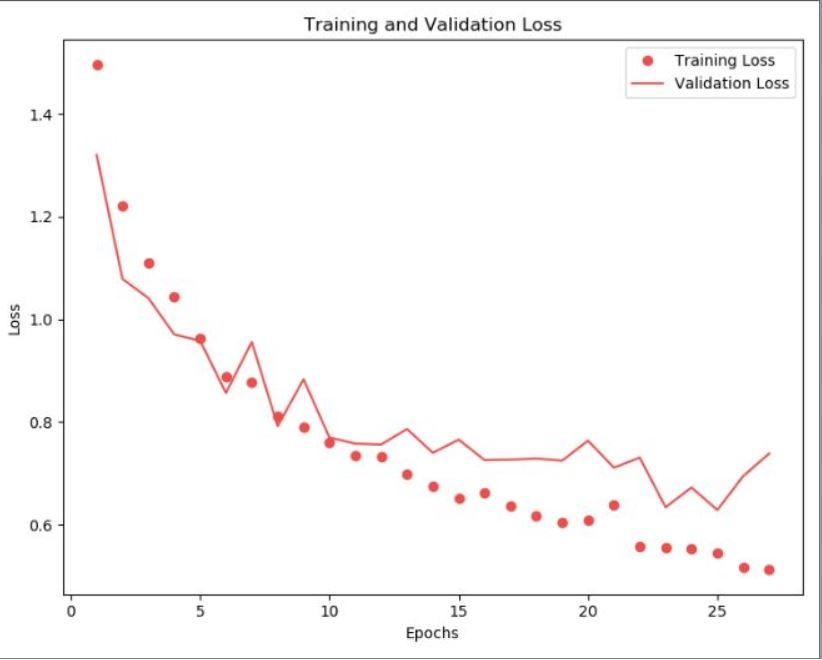 Training and Validation Loss
Training Loss
Validation Loss
1.4
1.2
1.0
0.8
0.6
Loss
0 5 10 15 20 25
Epochs